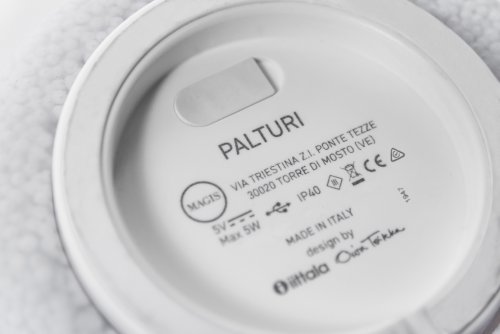 PALTURI
VIA TRIESTINA Z.I. PONTE TEZZE
30020 TORRE DI MOSTO (VE)
MAGIS
5V
Max 5W
IP40
CE
MADE IN ITALY
design by
iittala